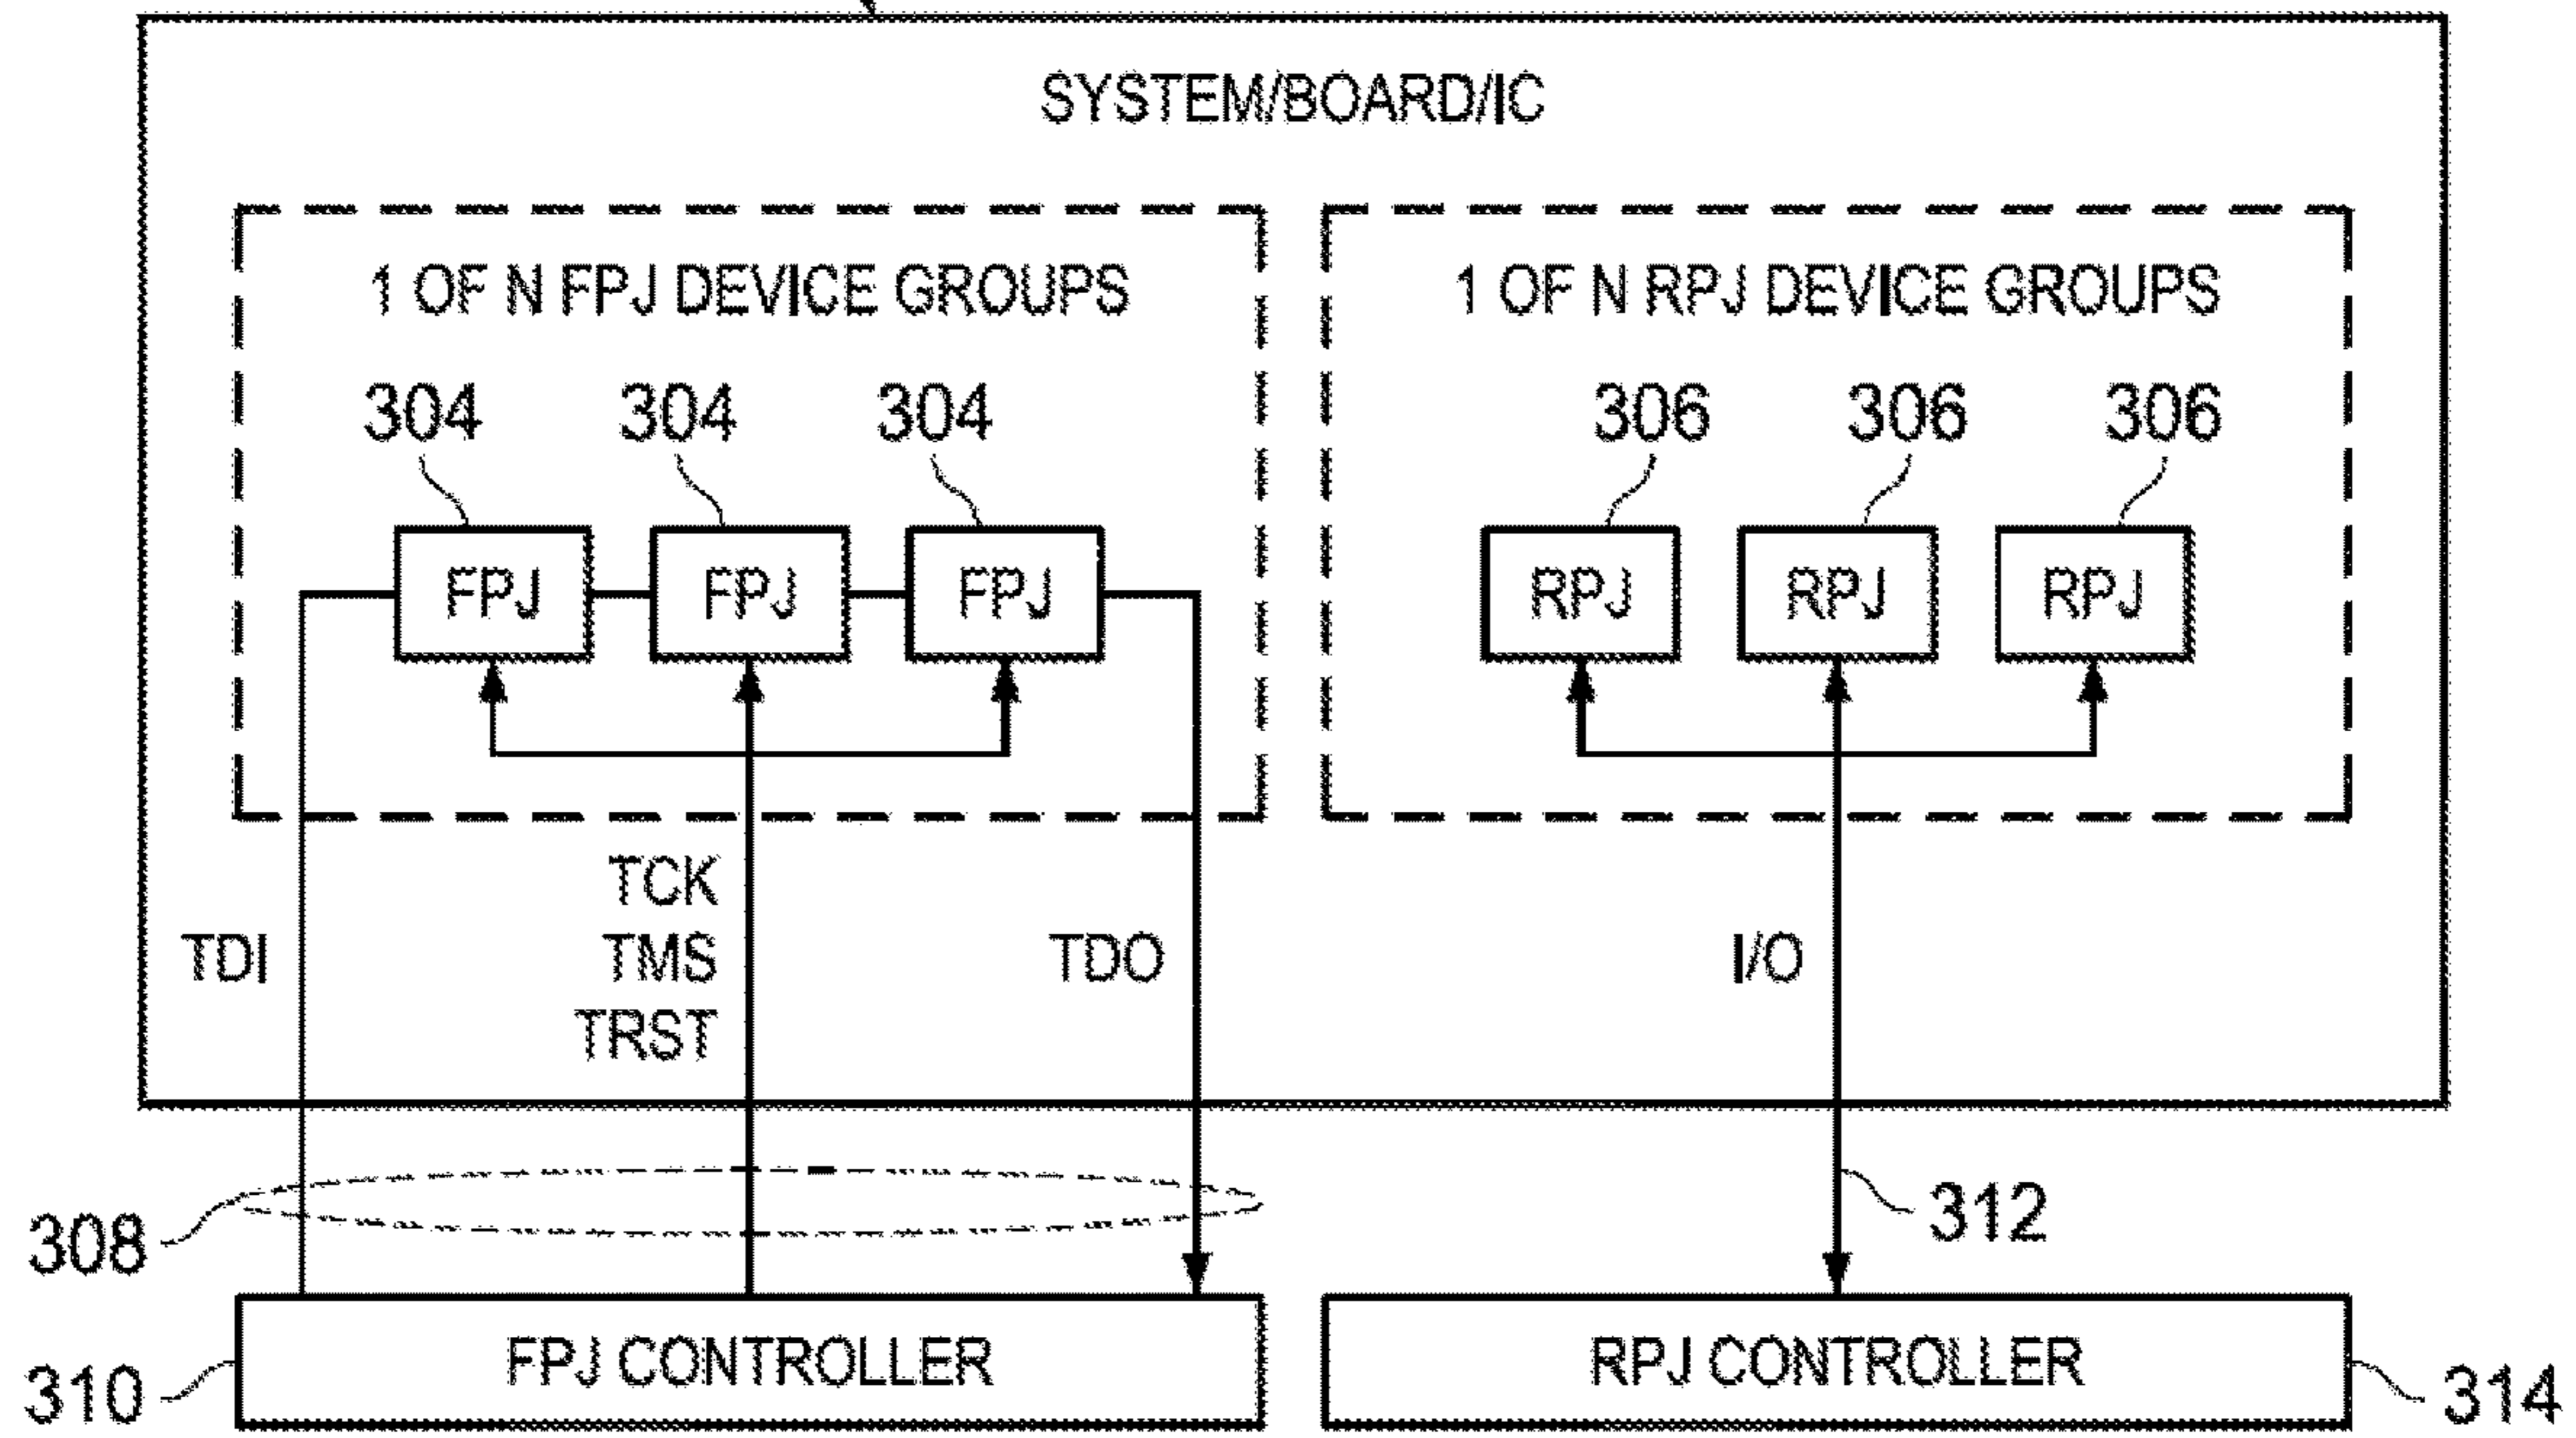 SYSTEM/BOARD/IC
1 OF N FPJ DEVICE GROUPS
1 OF N RPJ DEVICE GROUPS
304 304 304
306 306 306
FPJ FPJ FPJ
RPJ RPJ RPJ
TDI
TCK
TMS
TRST
TDO
I/O
308
312
310
FPJ CONTROLLER
RPJ CONTROLLER
314